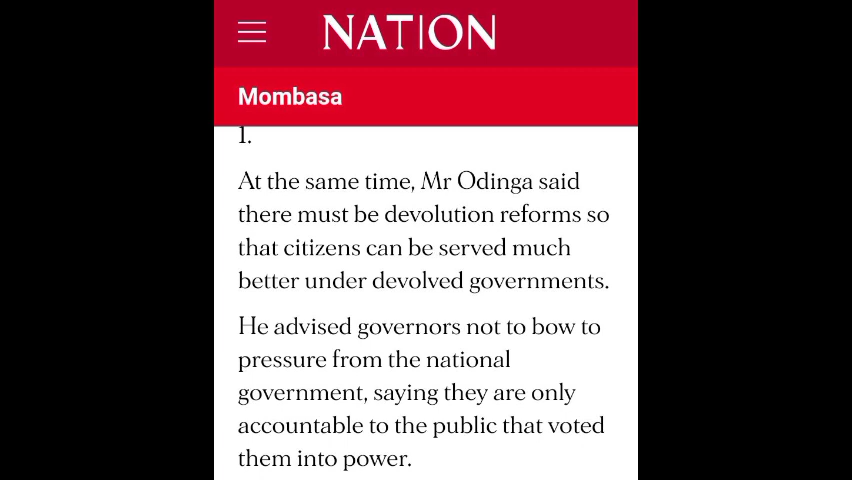 NATION
Mombasa
1.
At the same time, Mr Odinga said
there must be devolution reforms so
that citizens can be served much
better under devolved governments.
He advised governors not to bow to
pressure from the national
government, saying they are only
accountable to the public that voted
them into power.